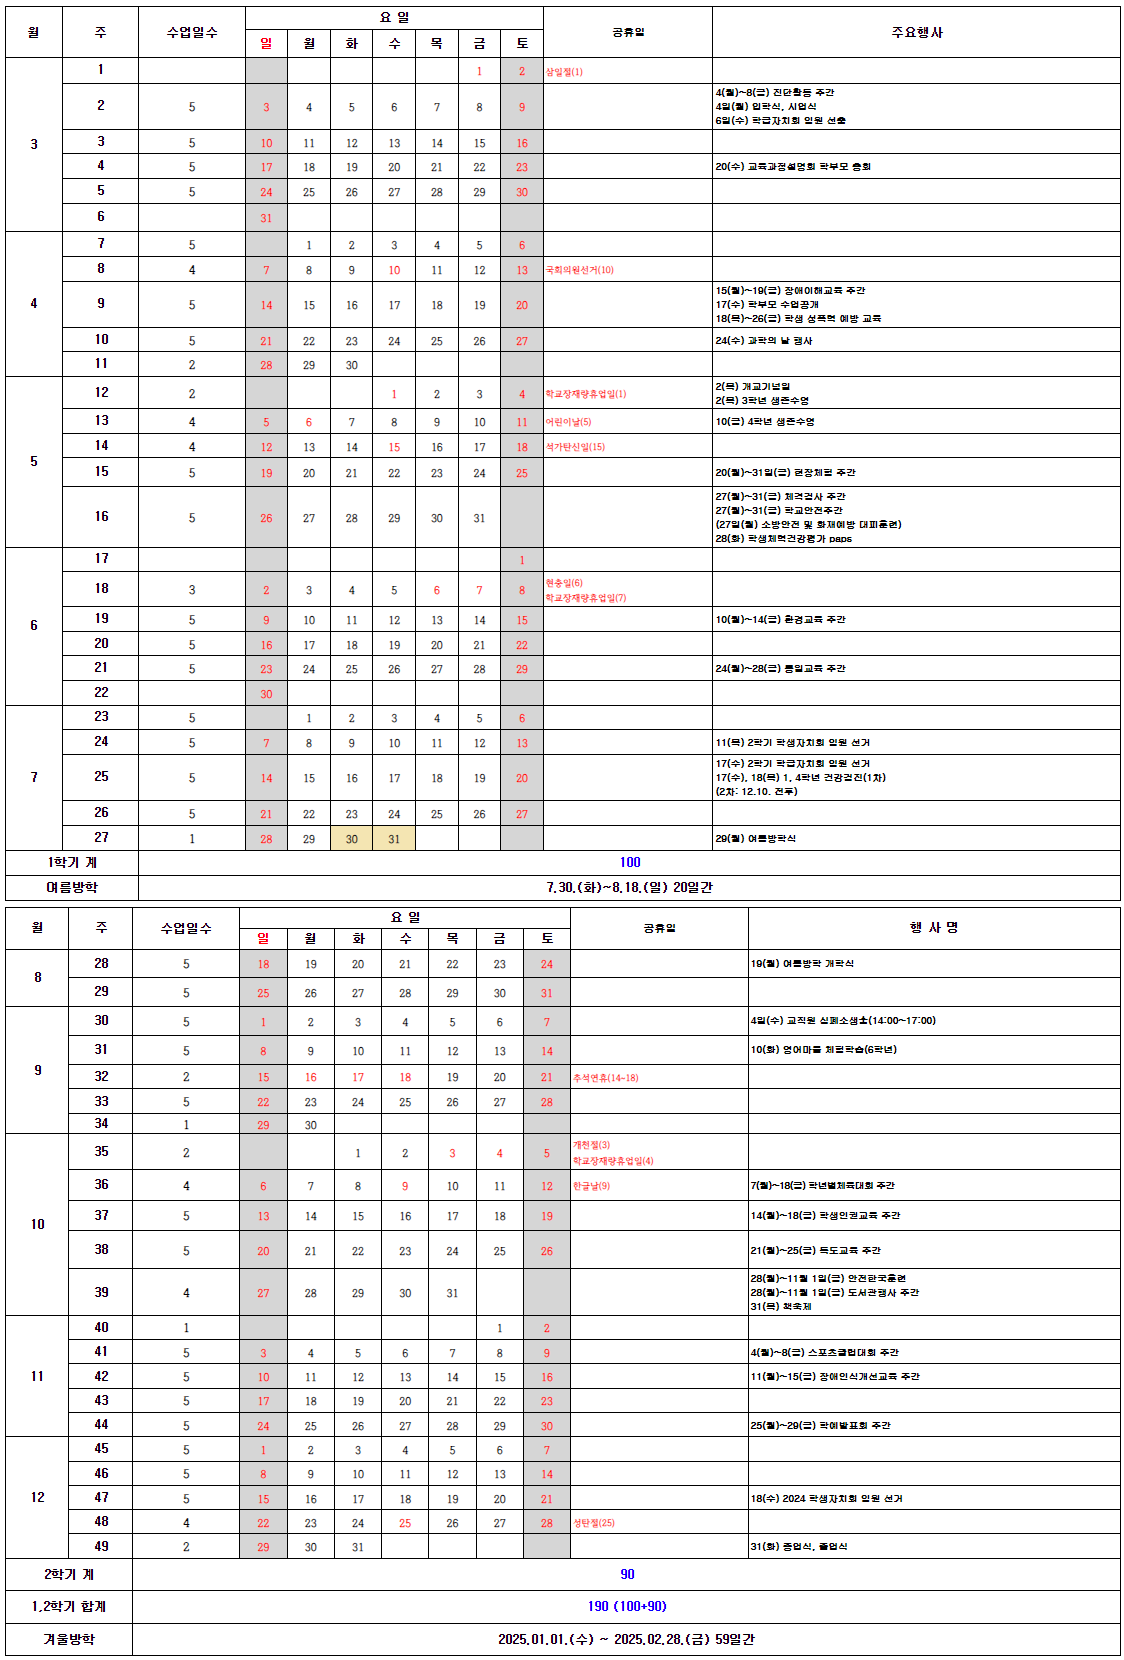 월 주 수업일수 요 일 공휴일 주요행사
일 월 화 수 목 금 토
3
1 1 2 삼일절(1)
2 5 3 4 5 6 7 8 9
4(월)~8(금) 진단활동 주간
4일(월) 입학식, 시업식
6일(수) 학급자치회 임원 선출
3 5 10 11 12 13 14 15 16
4 5 17 18 19 20 21 22 23 20(수) 교육과정설명회 학부모 총회
5 5 24 25 26 27 28 29 30
6 31
4
7 5 1 2 3 4 5 6
8 4 7 8 9 10 11 12 13 국회의원선거(10)
9 5 14 15 16 17 18 19 20
15(월)~19(금) 장애이해교육 주간
17(수) 학부모 수업공개
18(목)~26(금) 학생 성폭력 예방 교육
10 5 21 22 23 24 25 26 27 24(수) 과학의 날 행사
11 2 28 29 30
5
12 2 1 2 3 4 학교장재량휴업일(1)
2(목) 개교기념일
2(목) 3학년 생존수영
13 4 5 6 7 8 9 10 11 어린이날(5) 10(금) 4학년 생존수영
14 4 12 13 14 15 16 17 18 석가탄신일(15)
15 5 19 20 21 22 23 24 25 20(월)~31일(금) 현장체험 주간
16 5 26 27 28 29 30 31
27(월)~31(금) 체격검사 주간
27(월)~31(금) 학교안전주간
(27일(월) 소방안전 및 화재예방 대피훈련)
28(화) 학생체력건강평가 paps
6
17 1
18 3 2 3 4 5 6 7 8
현충일(6)
학교장재량휴업일(7)
19 5 9 10 11 12 13 14 15 10(월)~14(금) 환경교육 주간
20 5 16 17 18 19 20 21 22
21 5 23 24 25 26 27 28 29 24(월)~28(금) 통일교육 주간
22 30
7
23 5 1 2 3 4 5 6
24 5 7 8 9 10 11 12 13 11(목) 2학기 학생자치회 임원 선거
25 5 14 15 16 17 18 19 20
17(수) 2학기 학급자치회 임원 선거
17(수), 18(목) 1, 4학년 건강검진(1차)
(2차: 12.10. 전후)
26 5 21 22 23 24 25 26 27
27 1 28 29 30 31 29(월) 여름방학식
1학기 계 100
여름방학 7.30.(화)~8.18.(일) 20일간
월 주 수업일수 요 일 공휴일 행 사 명
일 월 화 수 목 금 토
8
28 5 18 19 20 21 22 23 24 19(월) 여름방학 개학식
29 5 25 26 27 28 29 30 31
9
30 5 1 2 3 4 5 6 7 4일(수) 교직원 심폐소생술(14:00~17:00)
31 5 8 9 10 11 12 13 14 10(화) 영어마을 체험학습(6학년)
32 2 15 16 17 18 19 20 21 추석연휴(14~18)
33 5 22 23 24 25 26 27 28
34 1 29 30
10
35 2 1 2 3 4 5
개천절(3)
학교장재량휴업일(4)
36 4 6 7 8 9 10 11 12 한글날(9) 7(월)~18(금) 학년별체육대회 주간
37 5 13 14 15 16 17 18 19 14(월)~18(금) 학생인권교육 주간
38 5 20 21 22 23 24 25 26 21(월)~25(금) 독도교육 주간
39 4 27 28 29 30 31
28(월)~11월 1일(금) 안전한국훈련
28(월)~11월 1일(금) 도서관행사 주간
31(목) 책축제
11
40 1 1 2
41 5 3 4 5 6 7 8 9 4(월)~8(금) 스포츠클럽대회 주간
42 5 10 11 12 13 14 15 16 11(월)~15(금) 장애인식개선교육 주간
43 5 17 18 19 20 21 22 23
44 5 24 25 26 27 28 29 30 25(월)~29(금) 학예발표회 주간
12
45 5 1 2 3 4 5 6 7
46 5 8 9 10 11 12 13 14
47 5 15 16 17 18 19 20 21 18(수) 2024 학생자치회 임원 선거
48 4 22 23 24 25 26 27 28 성탄절(25)
49 2 29 30 31 31(화) 종업식, 졸업식
2학기 계 90
1,2학기 합계 190 (100+90)
겨울방학 2025.01.01.(수) ~ 2025.02.28.(금) 59일간